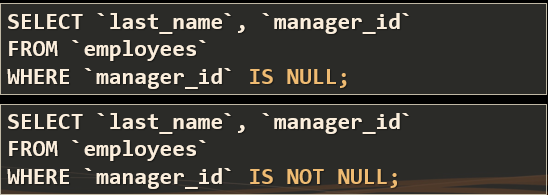 SELECT `last_name`, `manager_id`
FROM `employees`
WHERE `manager_id` IS NULL;
SELECT `last_name`, `manager_id`
FROM `employees`
WHERE `manager_id` IS NOT NULL;